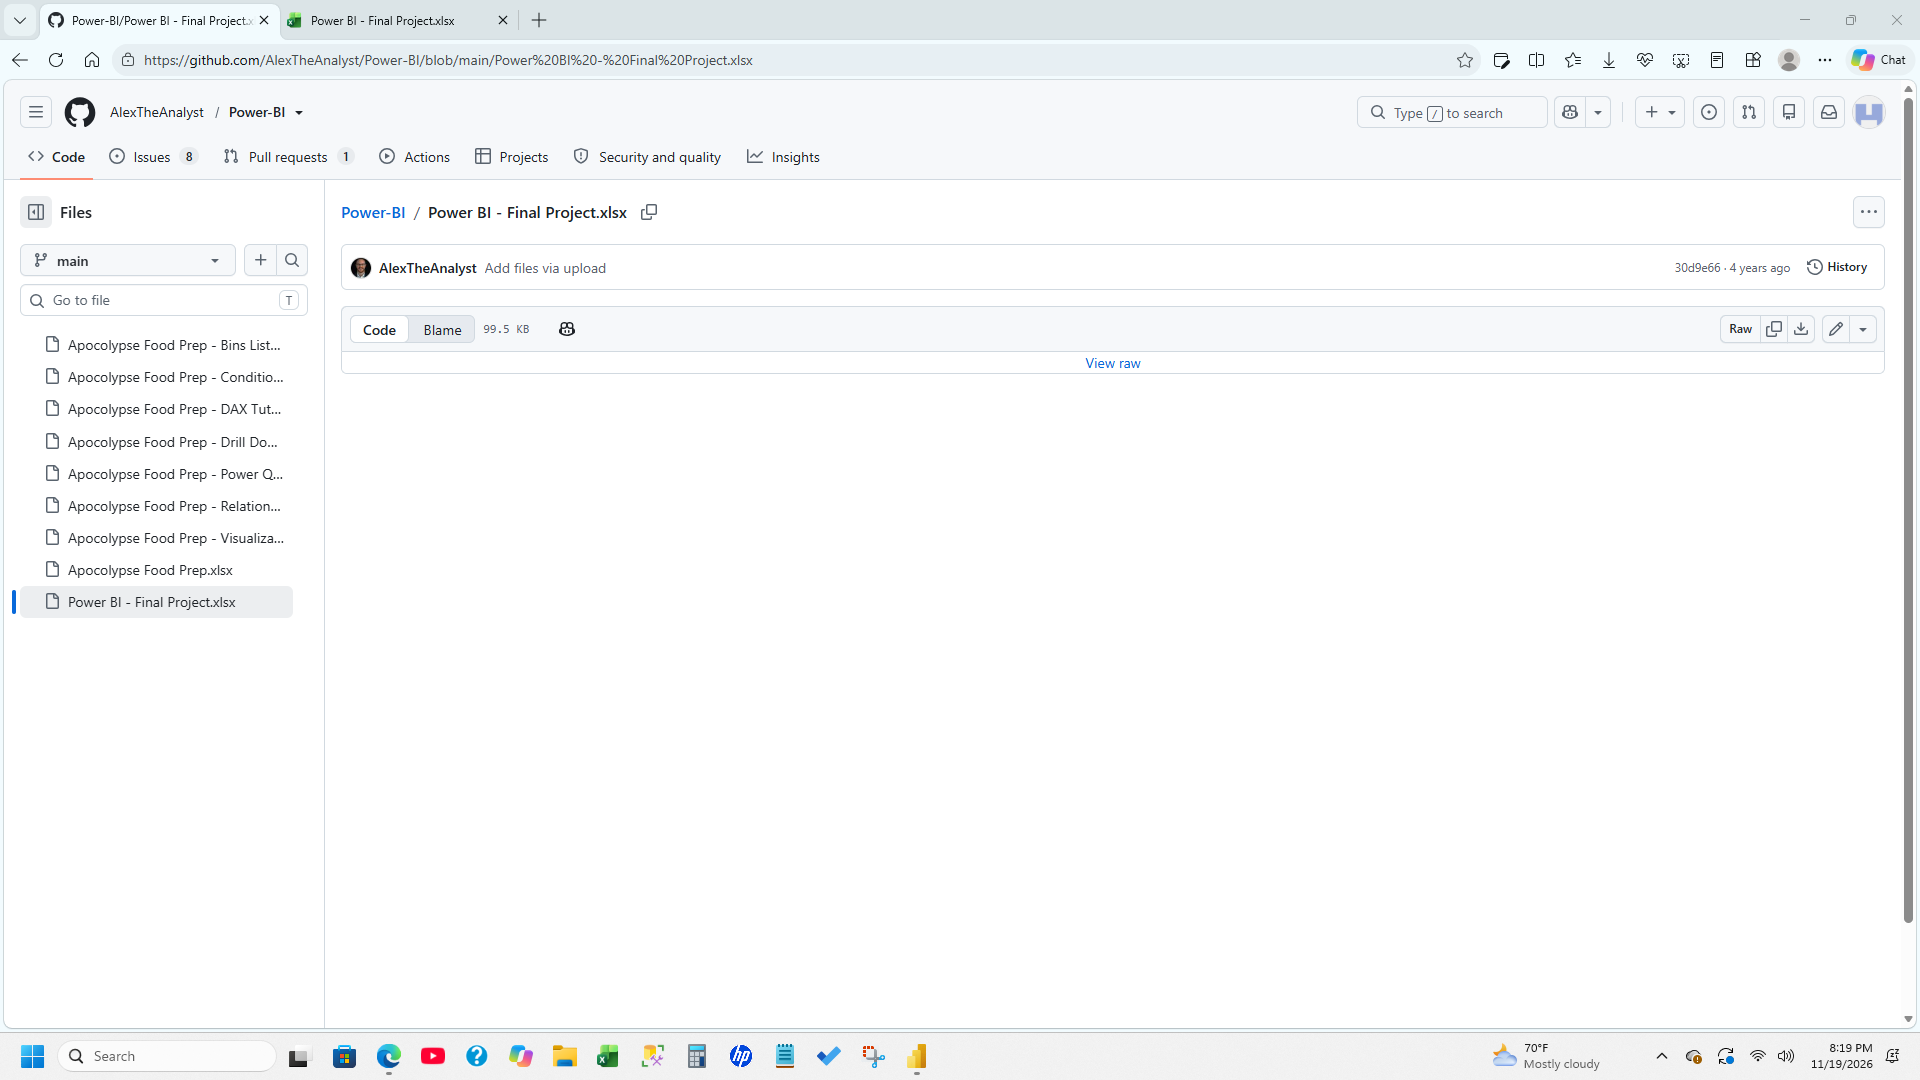 Power-BI/Power BI - Final Project.x
Power BI - Final Project.xlsx
https://github.com/AlexTheAnalyst/Power-BI/blob/main/Power%20BI%20-%20Final%20Project.xlsx
Chat
AlexTheAnalyst / Power-BI
Type / to search
Code
Issues 8
Pull requests 1
Actions
Projects
Security and quality
Insights
Files
Power-BI / Power BI - Final Project.xlsx
main
AlexTheAnalyst Add files via upload
30d9e66 · 4 years ago
History
Go to file
T
Code
Blame
99.5 KB
Raw
View raw
Apocolypse Food Prep - Bins List...
Apocolypse Food Prep - Conditio...
Apocolypse Food Prep - DAX Tut...
Apocolypse Food Prep - Drill Do...
Apocolypse Food Prep - Power Q...
Apocolypse Food Prep - Relation...
Apocolypse Food Prep - Visualiza...
Apocolypse Food Prep.xlsx
Power BI - Final Project.xlsx
Search
hp
70°F
Mostly cloudy
8:19 PM
11/19/2026